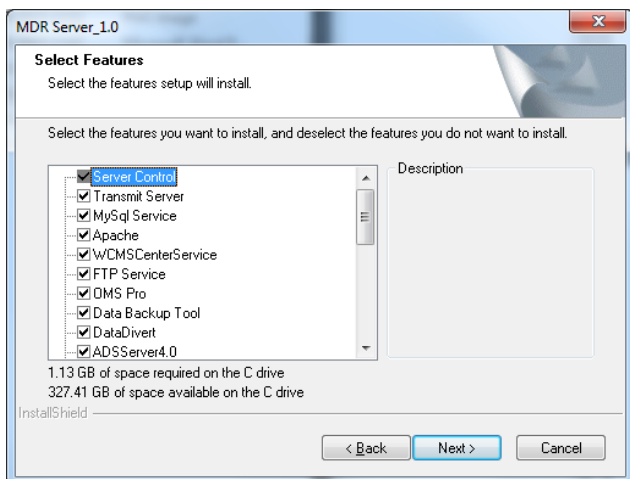 MDR Server_1.0
Select Features
Select the features setup will install.
Select the features you want to install, and deselect the features you do not want to install.
Server Control
Description
Transmit Server
MySql Service
Apache
WCMSCenterService
FTP Service
OMS Pro
Data Backup Tool
DataDivert
ADSServer4.0
1.13 GB of space required on the C drive
327.41 GB of space available on the C drive
InstallShield
< Back Next > Cancel